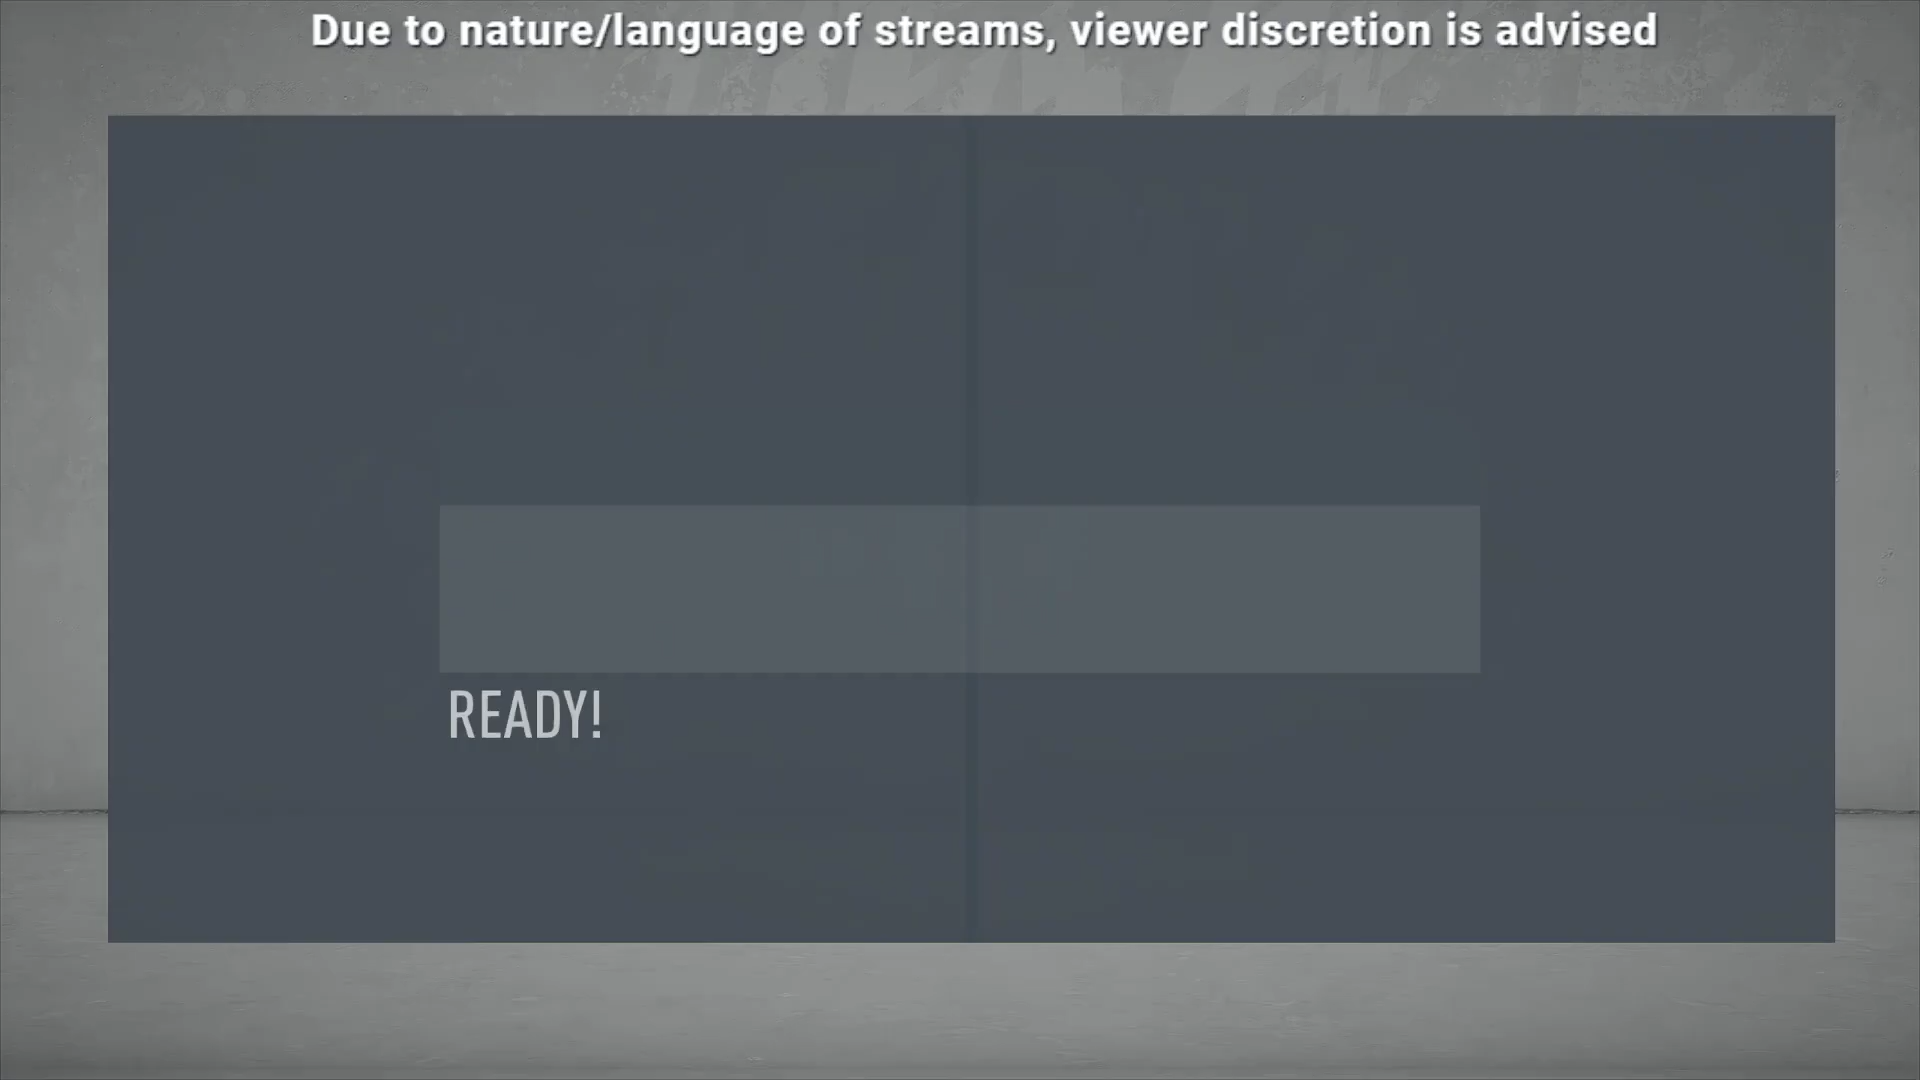 Due to nature/language of streams, viewer discretion is advised
READY!